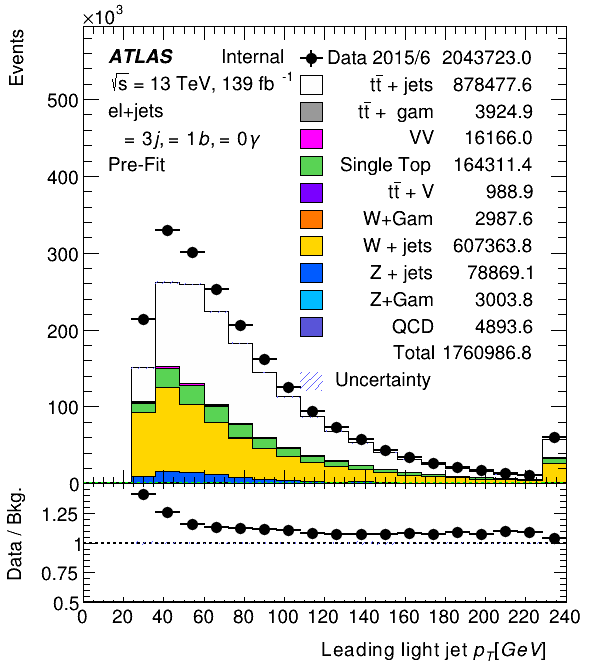 ×10³
Events
ATLAS Internal
√s = 13 TeV, 139 fb⁻¹
el+jets
= 3j, = 1b, = 0γ
Pre-Fit
Data 2015/6 2043723.0
tt̄ + jets 878477.6
tt̄ + gam 3924.9
VV 16166.0
Single Top 164311.4
tt̄ + V 988.9
W+Gam 2987.6
W + jets 607363.8
Z + jets 78869.1
Z+Gam 3003.8
QCD 4893.6
Total 1760986.8
Uncertainty
500
400
300
200
100
0
Data / Bkg.
1.25
1
0.75
0.5
0 20 40 60 80 100 120 140 160 180 200 220 240
Leading light jet p_T[GeV]